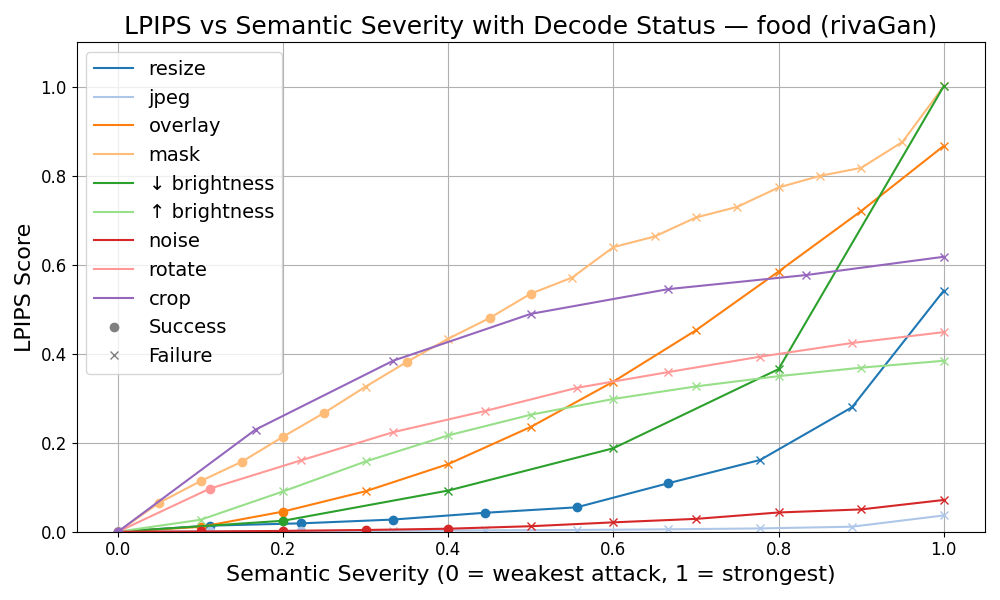 LPIPS vs Semantic Severity with Decode Status — food (rivaGan)
LPIPS Score
1.0
0.8
0.6
0.4
0.2
0.0
resize
jpeg
overlay
mask
↓ brightness
↑ brightness
noise
rotate
crop
Success
Failure
0.0 0.2 0.4 0.6 0.8 1.0
Semantic Severity (0 = weakest attack, 1 = strongest)